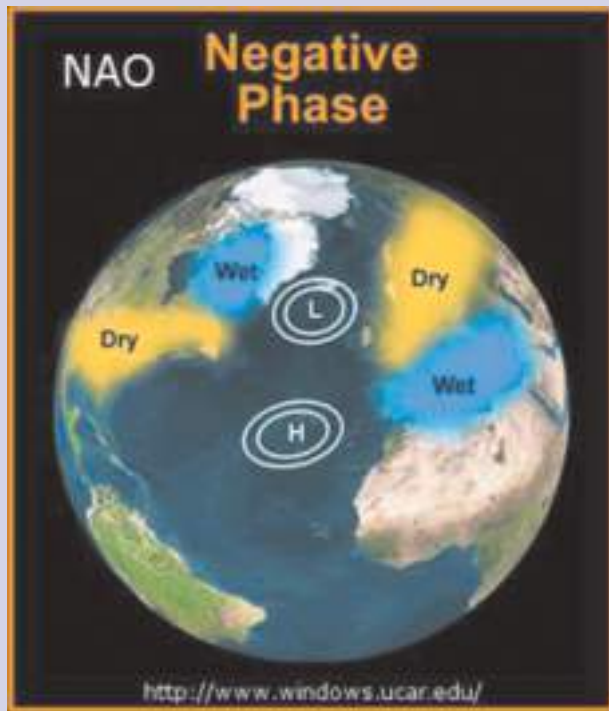 NAO
Negative
Phase
Wet
Dry
L
Dry
Wet
H
http://www.windows.ucar.edu/